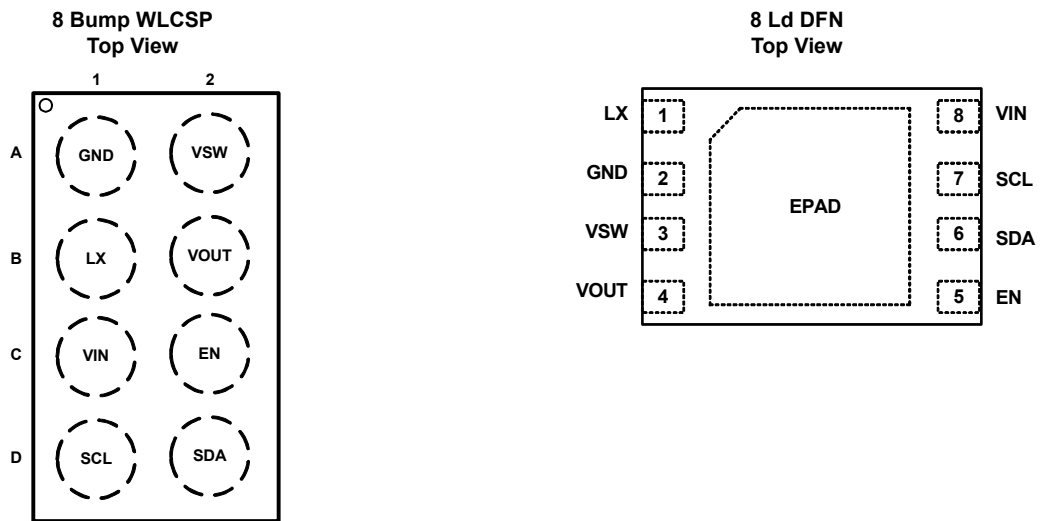 8 Bump WLCSP
Top View
1 2
A GND VSW
B LX VOUT
C VIN EN
D SCL SDA
8 Ld DFN
Top View
LX 1 8 VIN
GND 2 7 SCL
EPAD
VSW 3 6 SDA
VOUT 4 5 EN